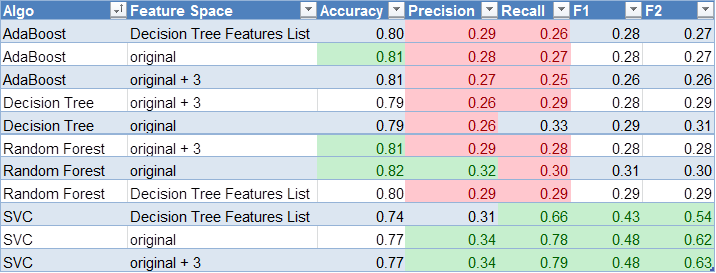 Algo Feature Space Accuracy Precision Recall F1 F2
AdaBoost Decision Tree Features List 0.80 0.29 0.26 0.28 0.27
AdaBoost original 0.81 0.28 0.27 0.28 0.27
AdaBoost original + 3 0.81 0.27 0.25 0.26 0.26
Decision Tree original + 3 0.79 0.26 0.29 0.28 0.29
Decision Tree original 0.79 0.26 0.33 0.29 0.31
Random Forest original + 3 0.81 0.29 0.28 0.28 0.28
Random Forest original 0.82 0.32 0.30 0.31 0.30
Random Forest Decision Tree Features List 0.80 0.29 0.29 0.29 0.29
SVC Decision Tree Features List 0.74 0.31 0.66 0.43 0.54
SVC original 0.77 0.34 0.78 0.48 0.62
SVC original + 3 0.77 0.34 0.79 0.48 0.63